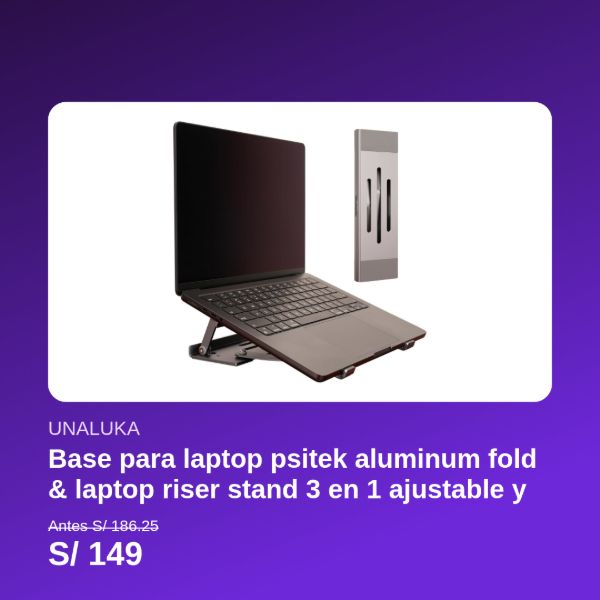 UNALUKA
Base para laptop psitek aluminum fold
& laptop riser stand 3 en 1 ajustable y
Antes S/ 186.25
S/ 149